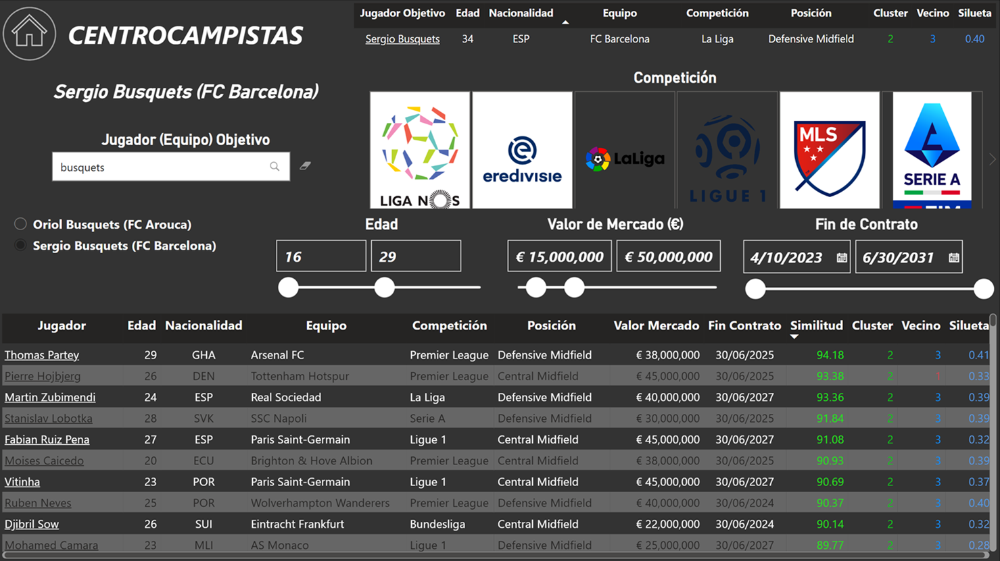 CENTROCAMPISTAS
Jugador Objetivo Edad Nacionalidad Equipo Competición Posición Cluster Vecino Silueta
Sergio Busquets 34 ESP FC Barcelona La Liga Defensive Midfield 2 3 0.40
Sergio Busquets (FC Barcelona)
Jugador (Equipo) Objetivo
busquets
Oriol Busquets (FC Arouca)
Sergio Busquets (FC Barcelona)
Competición
LIGA NOS
eredivisie
LaLiga
LIGUE 1
MLS
SERIE A
TIM
Edad
16 29
Valor de Mercado (€)
€ 15,000,000 € 50,000,000
Fin de Contrato
4/10/2023 6/30/2031
Jugador Edad Nacionalidad Equipo Competición Posición Valor Mercado Fin Contrato Similitud Cluster Vecino Silueta
Thomas Partey 29 GHA Arsenal FC Premier League Defensive Midfield € 38,000,000 30/06/2025 94.18 2 3 0.41
Pierre Hojbjerg 26 DEN Tottenham Hotspur Premier League Central Midfield € 45,000,000 30/06/2025 93.38 2 1 0.33
Martin Zubimendi 24 ESP Real Sociedad La Liga Defensive Midfield € 40,000,000 30/06/2027 93.36 2 3 0.39
Stanislav Lobotka 28 SVK SSC Napoli Serie A Defensive Midfield € 30,000,000 30/06/2025 91.84 2 3 0.39
Fabian Ruiz Pena 27 ESP Paris Saint-Germain Ligue 1 Central Midfield € 45,000,000 30/06/2027 91.08 2 3 0.32
Moises Caicedo 20 ECU Brighton & Hove Albion Premier League Central Midfield € 38,000,000 30/06/2025 90.93 2 3 0.39
Vitinha 23 POR Paris Saint-Germain Ligue 1 Central Midfield € 45,000,000 30/06/2027 90.69 2 3 0.37
Ruben Neves 25 POR Wolverhampton Wanderers Premier League Defensive Midfield € 40,000,000 30/06/2024 90.37 2 3 0.40
Djibril Sow 26 SUI Eintracht Frankfurt Bundesliga Central Midfield € 22,000,000 30/06/2024 90.14 2 3 0.32
Mohamed Camara 23 MLI AS Monaco Ligue 1 Defensive Midfield € 25,000,000 30/06/2027 89.77 2 3 0.28